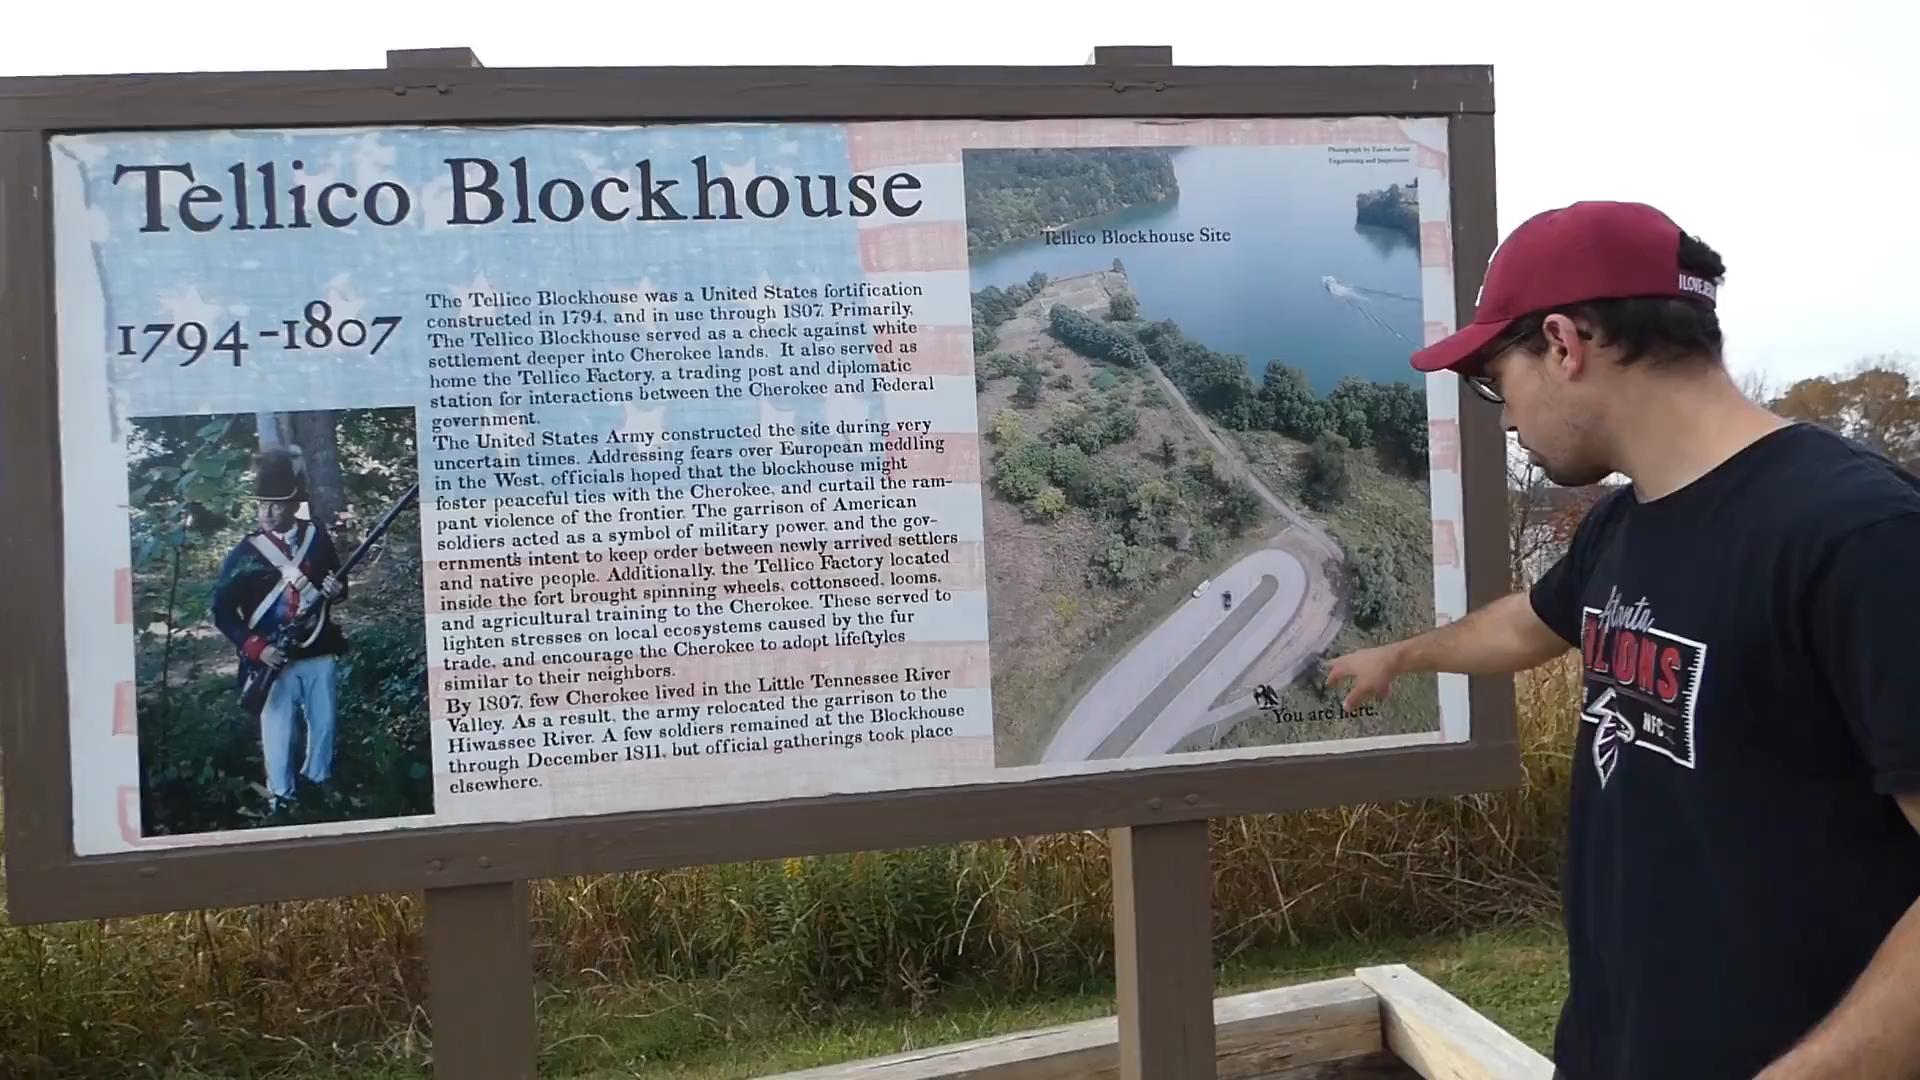 Tellico Blockhouse
1794-1807
The Tellico Blockhouse was a United States fortification
constructed in 1794, and in use through 1807. Primarily,
The Tellico Blockhouse served as a check against white
settlement deeper into Cherokee lands. It also served as
home the Tellico Factory, a trading post and diplomatic
station for interactions between the Cherokee and Federal
government.
The United States Army constructed the site during very
uncertain times. Addressing fears over European meddling
in the West, officials hoped that the blockhouse might
foster peaceful ties with the Cherokee, and curtail the ram-
pant violence of the frontier. The garrison of American
soldiers acted as a symbol of military power, and the gov-
ernment's intent to keep order between newly arrived settlers
and native people. Additionally, the Tellico Factory located
inside the fort brought spinning wheels, cottonseed, looms,
and agricultural training to the Cherokee. These served to
lighten stresses on local ecosystems caused by the fur
trade, and encourage the Cherokee to adopt lifestyles
similar to their neighbors.
By 1807, few Cherokee lived in the Little Tennessee River
Valley. As a result, the army relocated the garrison to the
Hiwassee River. A few soldiers remained at the Blockhouse
through December 1811, but official gatherings took place
elsewhere.
Photograph by
Engineering and
Tellico Blockhouse Site
You are here.
Atlanta
NFC